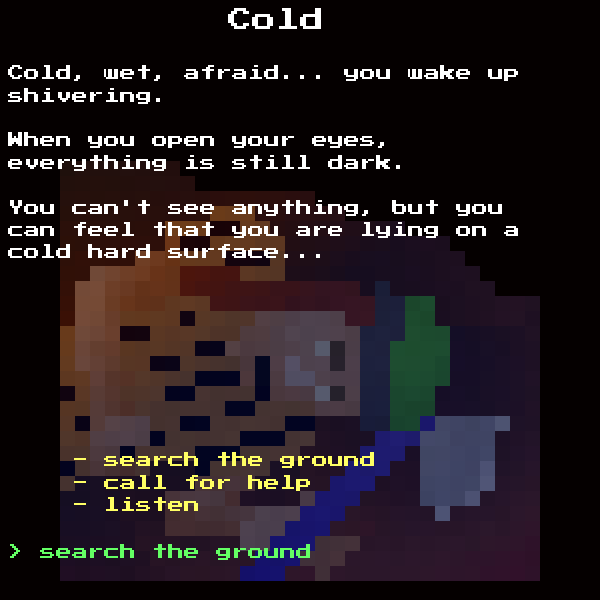 Cold
Cold, wet, afraid... you wake up
shivering.
When you open your eyes,
everything is still dark.
You can't see anything, but you
can feel that you are lying on a
cold hard surface...
- search the ground
- call for help
- listen
> search the ground